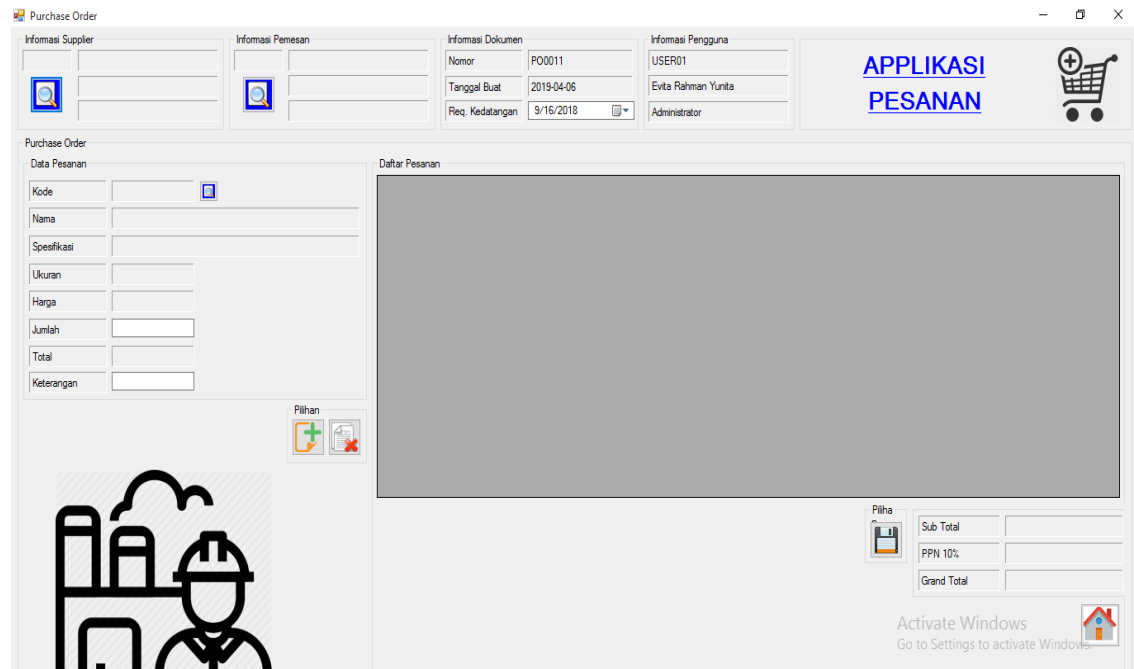 Purchase Order
Informasi Supplier
Informasi Pemesan
Informasi Dokumen
Nomor PO0011
Tanggal Buat 2019-04-06
Req. Kedatangan 9/16/2018
Informasi Pengguna
USER01
Evita Rahman Yunita
Administrator
APPLIKASI
PESANAN
Purchase Order
Data Pesanan
Kode
Nama
Spesifikasi
Ukuran
Harga
Jumlah
Total
Keterangan
Pilihan
Daftar Pesanan
Piliha
Sub Total
PPN 10%
Grand Total
Activate Windows
Go to Settings to activate Windows.